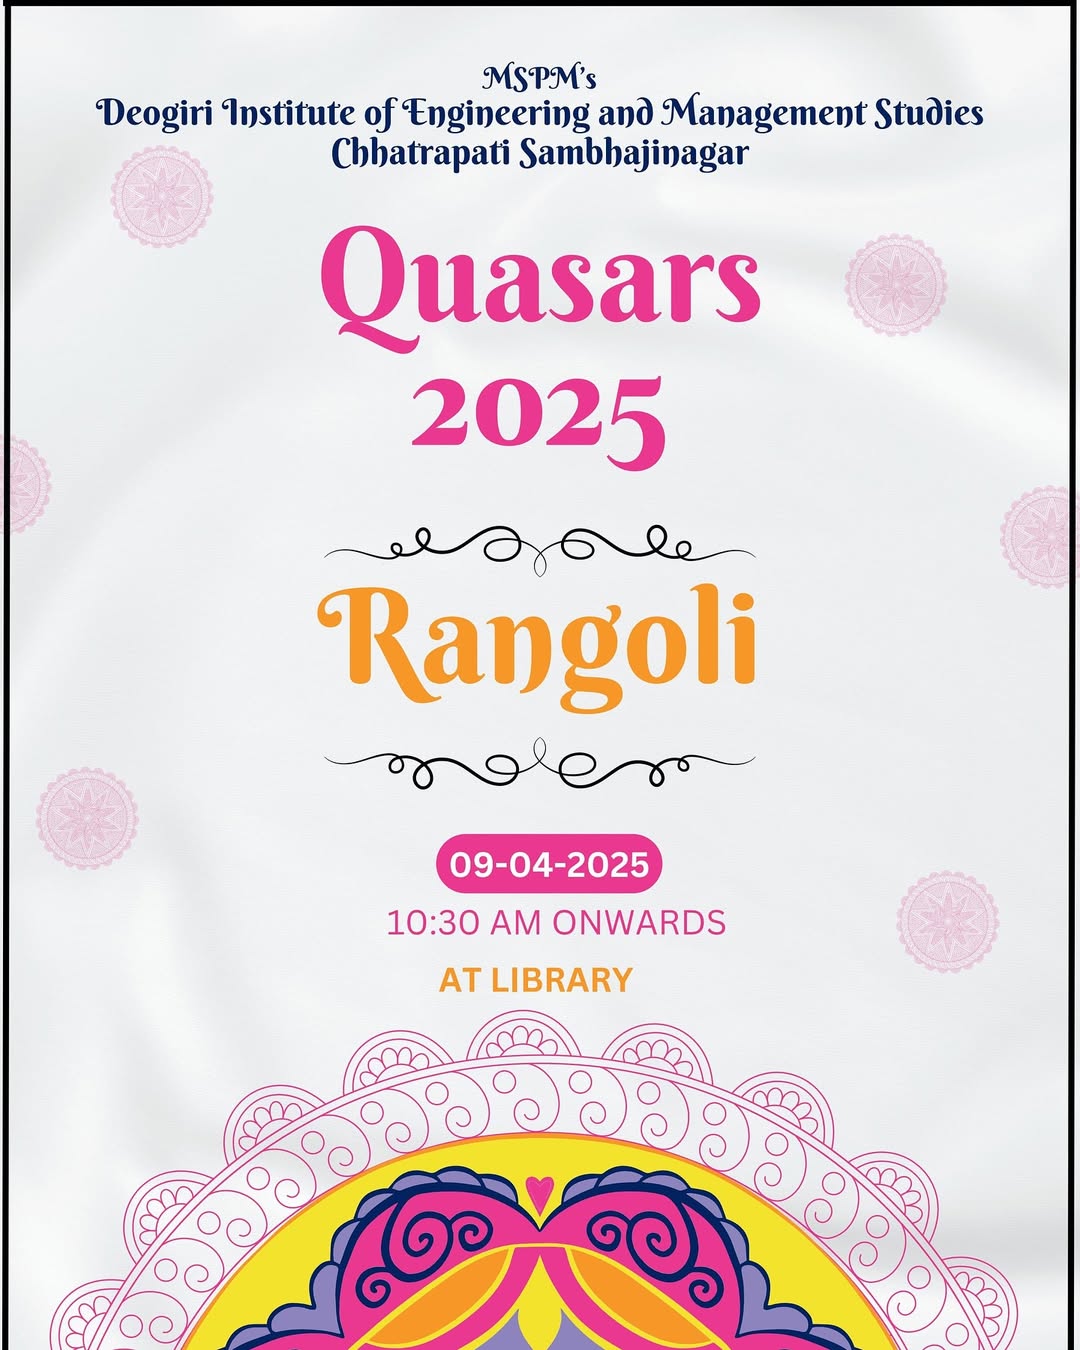 MSPM's
Deogiri Institute of Engineering and Management Studies
Chhatrapati Sambhajinagar
Quasars
2025
Rangoli
09-04-2025
10:30 AM ONWARDS
AT LIBRARY